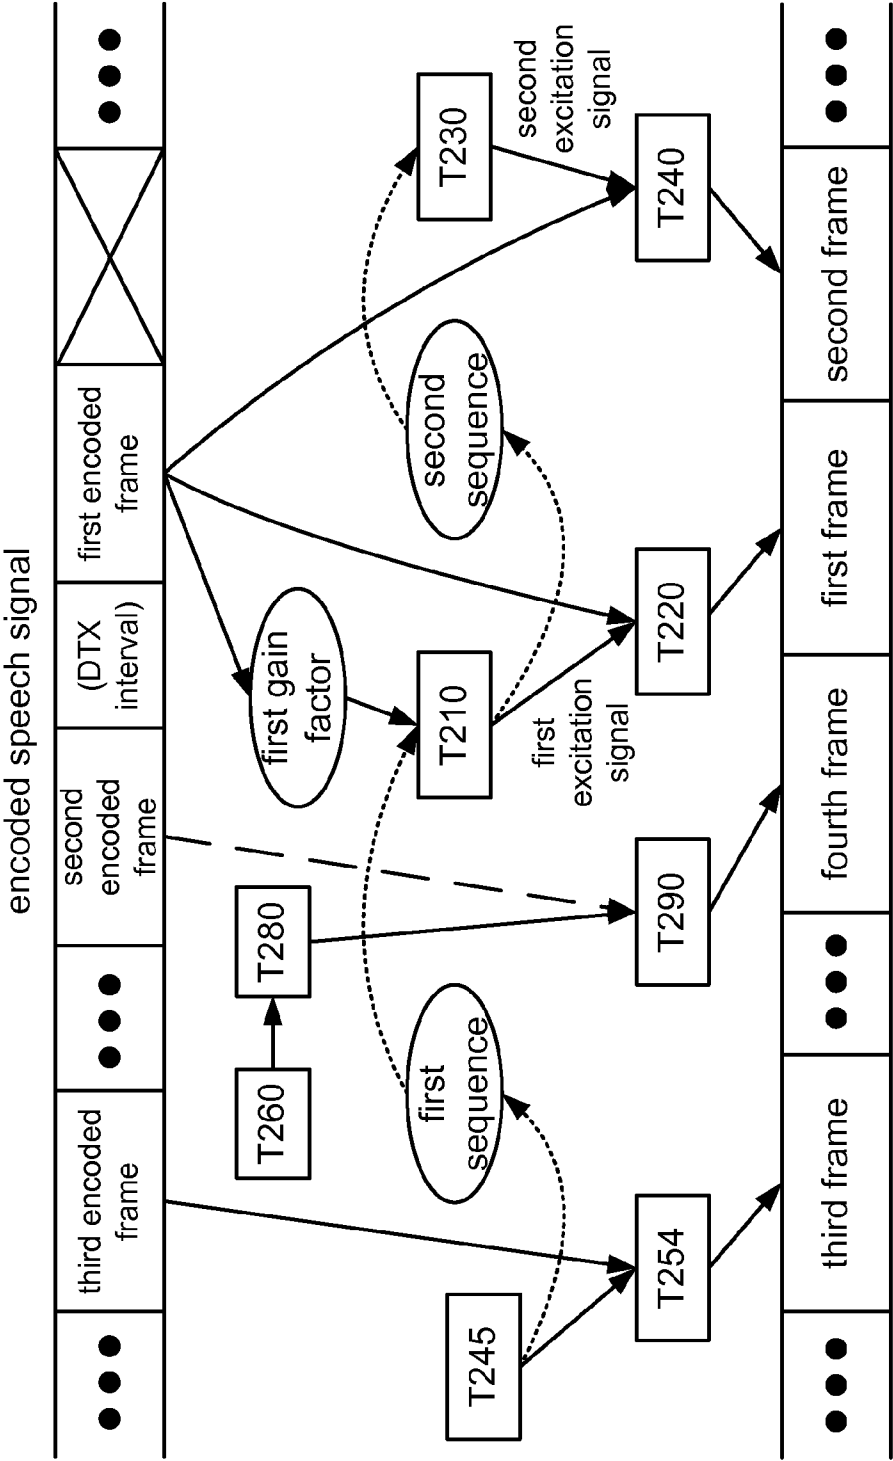 encoded speech signal
third encoded
frame
second
encoded
frame
(DTX
interval)
first encoded
frame
T260
T280
first gain
factor
first
sequence
second
sequence
T245
T210
T230
first
excitation
signal
second
excitation
signal
T254
T290
T220
T240
third frame
fourth frame
first frame
second frame